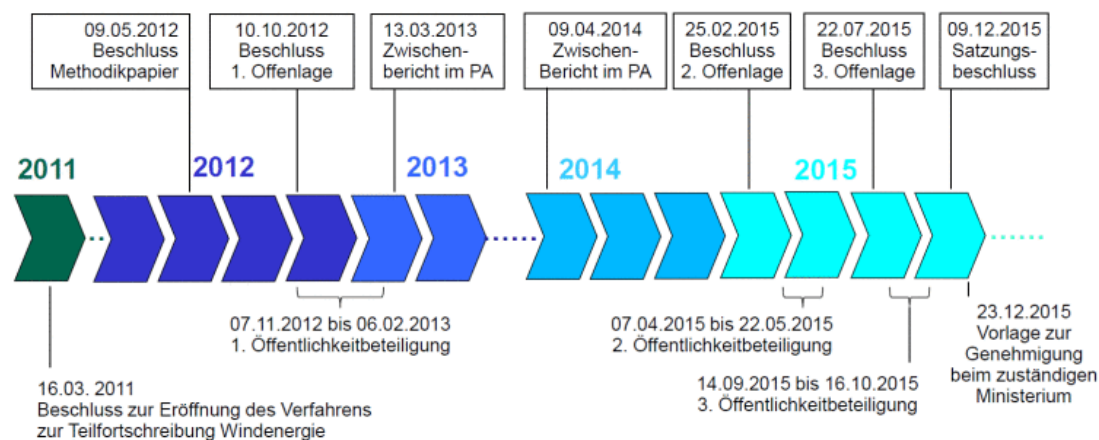 09.05.2012
Beschluss
Methodikpapier
10.10.2012
Beschluss
1. Offenlage
13.03.2013
Zwischen-
bericht im PA
09.04.2014
Zwischen-
Bericht im PA
25.02.2015
Beschluss
2. Offenlage
22.07.2015
Beschluss
3. Offenlage
09.12.2015
Satzungs-
beschluss
2011
2012
2013
2014
2015
07.11.2012 bis 06.02.2013
1. Öffentlichkeitbeteiligung
07.04.2015 bis 22.05.2015
2. Öffentlichkeitbeteiligung
14.09.2015 bis 16.10.2015
3. Öffentlichkeitbeteiligung
23.12.2015
Vorlage zur
Genehmigung
beim zuständigen
Ministerium
16.03. 2011
Beschluss zur Eröffnung des Verfahrens
zur Teilfortschreibung Windenergie